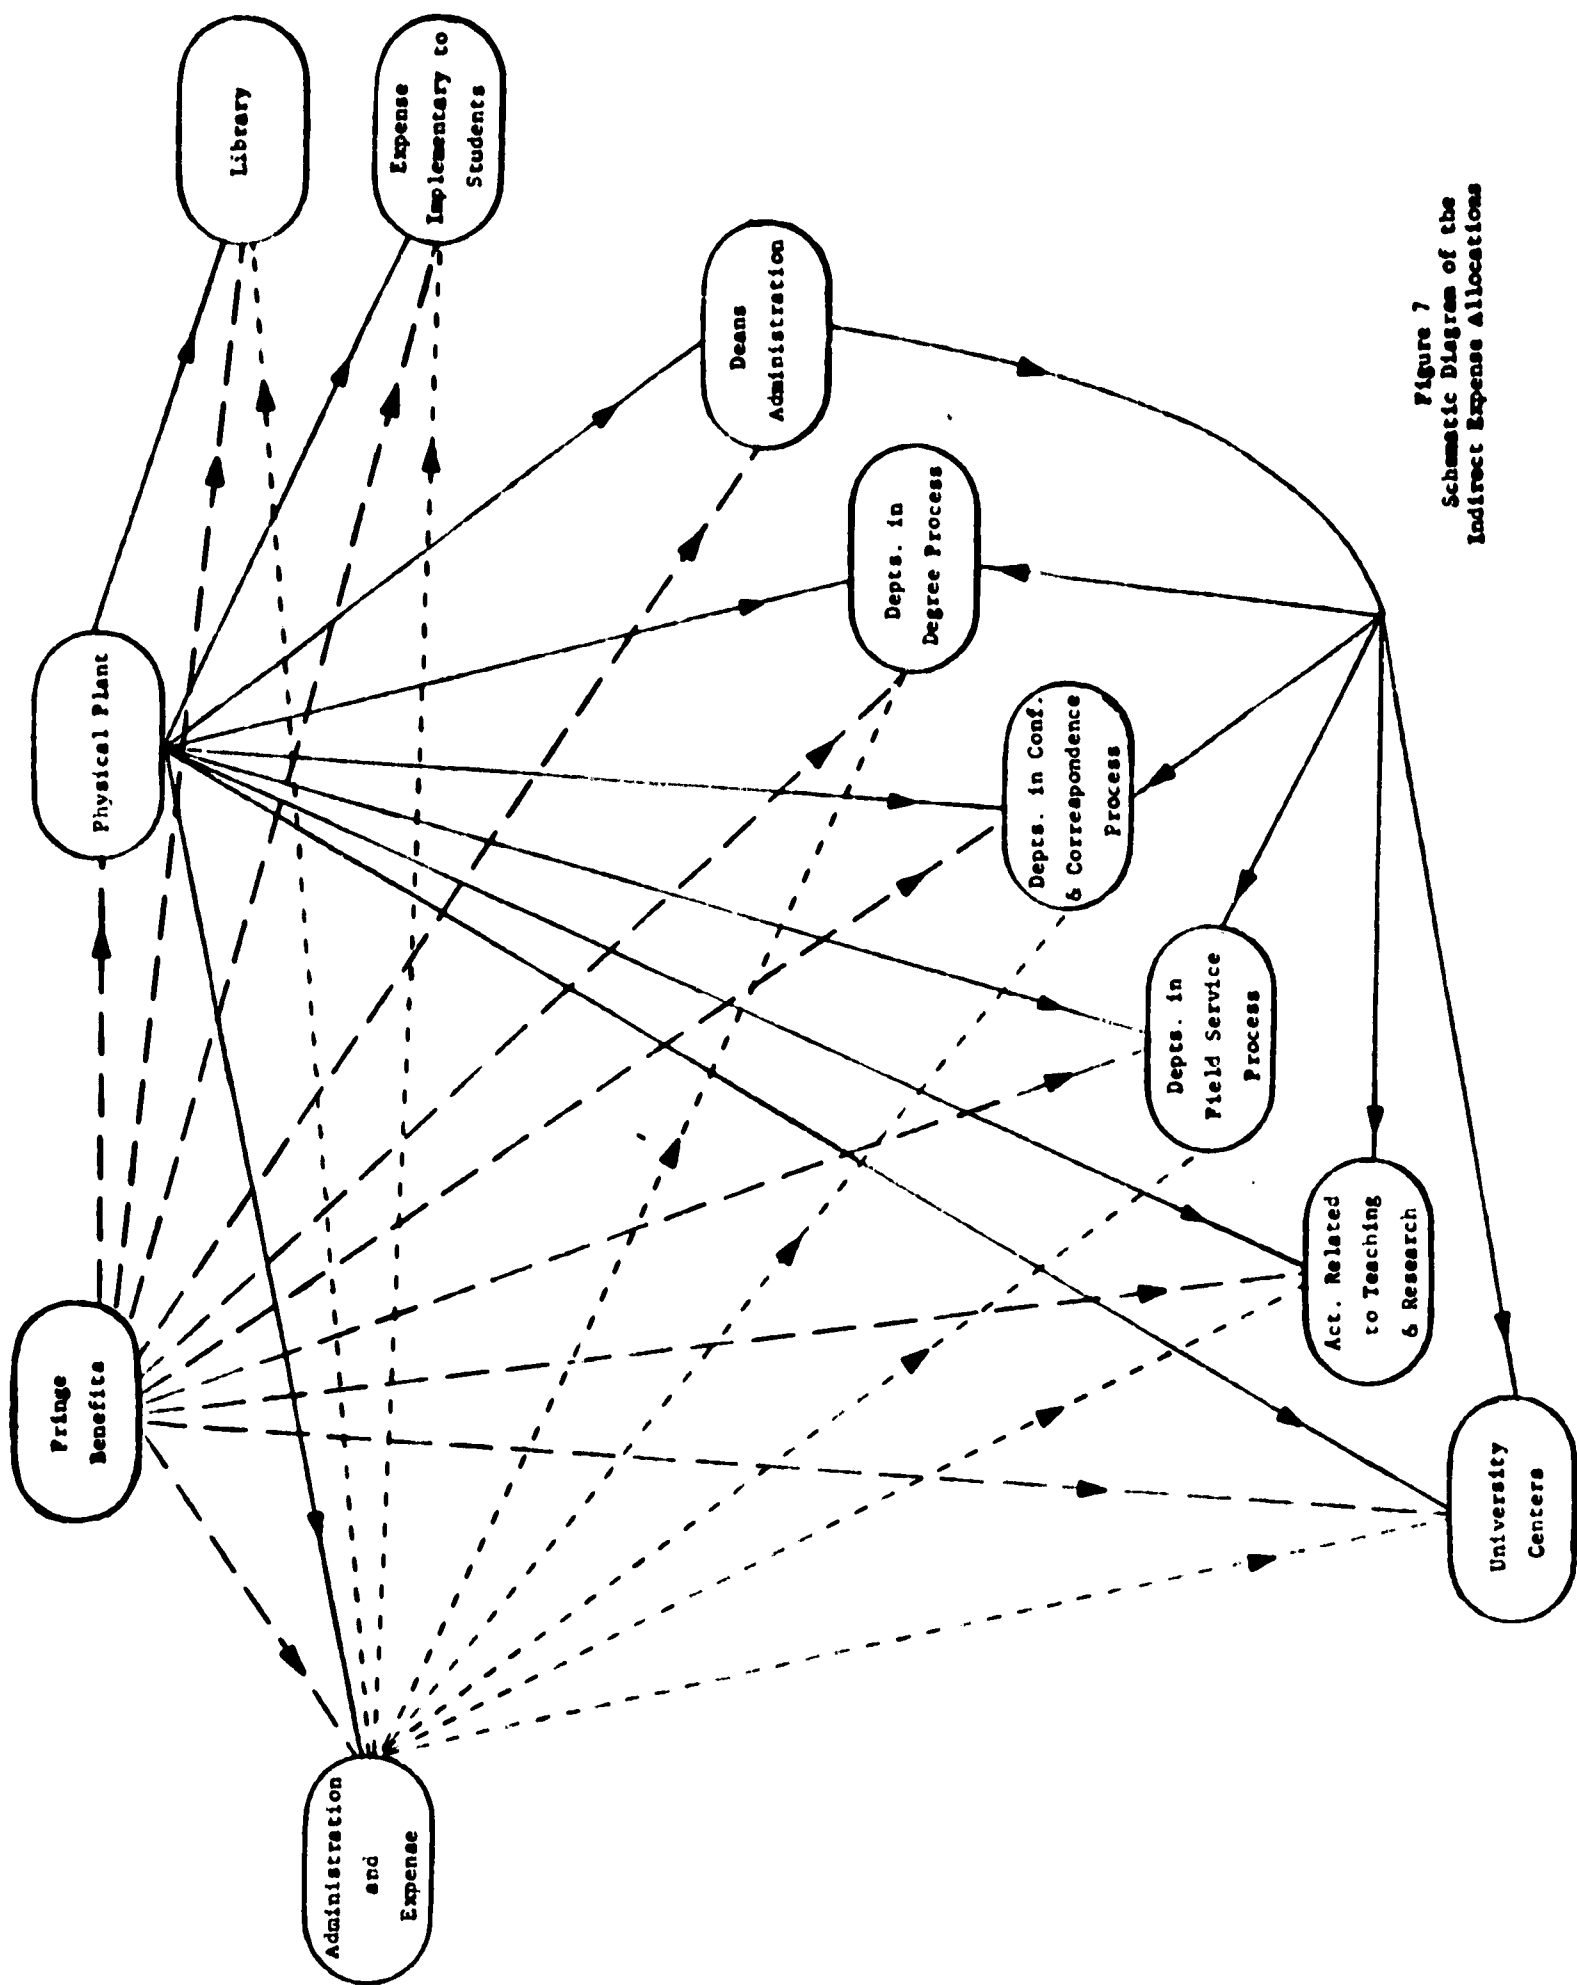 Fringe
Benefits
Physical Plant
Library
Expense
Implementary to
Students
Administration
and
Expense
Deans
Administration
Depts. in
Degree Process
Depts. in Conf.
& Correspondence
Process
Depts. in
Field Service
Process
Act. Related
to Teaching
& Research
University
Centers
Figure 7
Schematic Diagram of the
Indirect Expense Allocations